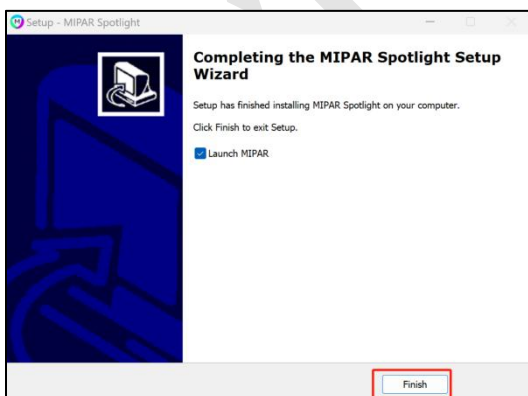 Setup - MIPAR Spotlight
Completing the MIPAR Spotlight Setup
Wizard
Setup has finished installing MIPAR Spotlight on your computer.
Click Finish to exit Setup.
Launch MIPAR
Finish